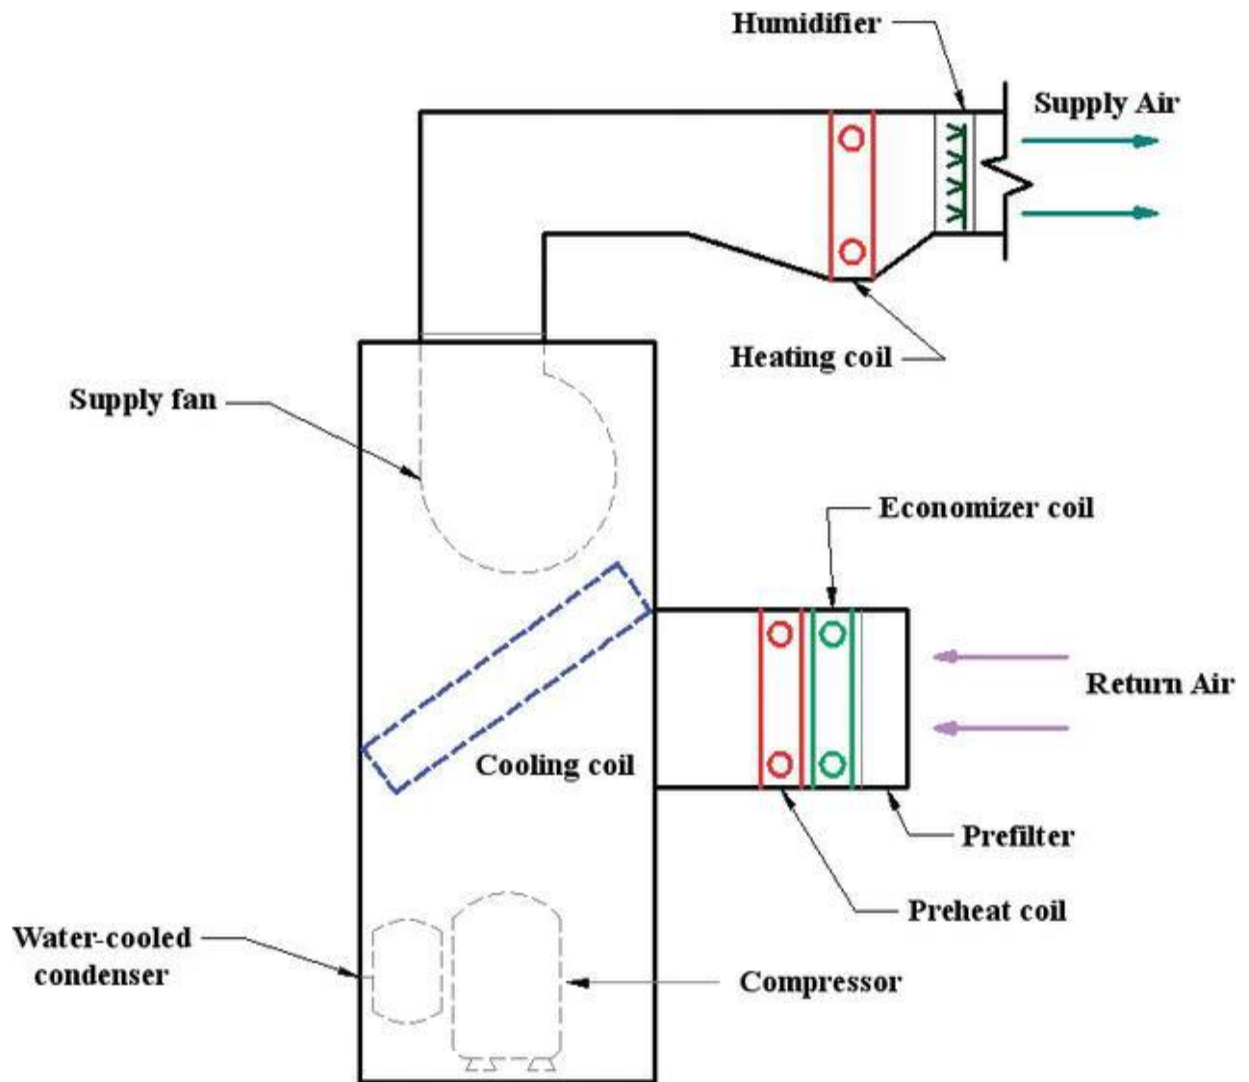 Humidifier
Supply Air
Heating coil
Supply fan
Economizer coil
Return Air
Cooling coil
Prefilter
Preheat coil
Water-cooled
condenser
Compressor